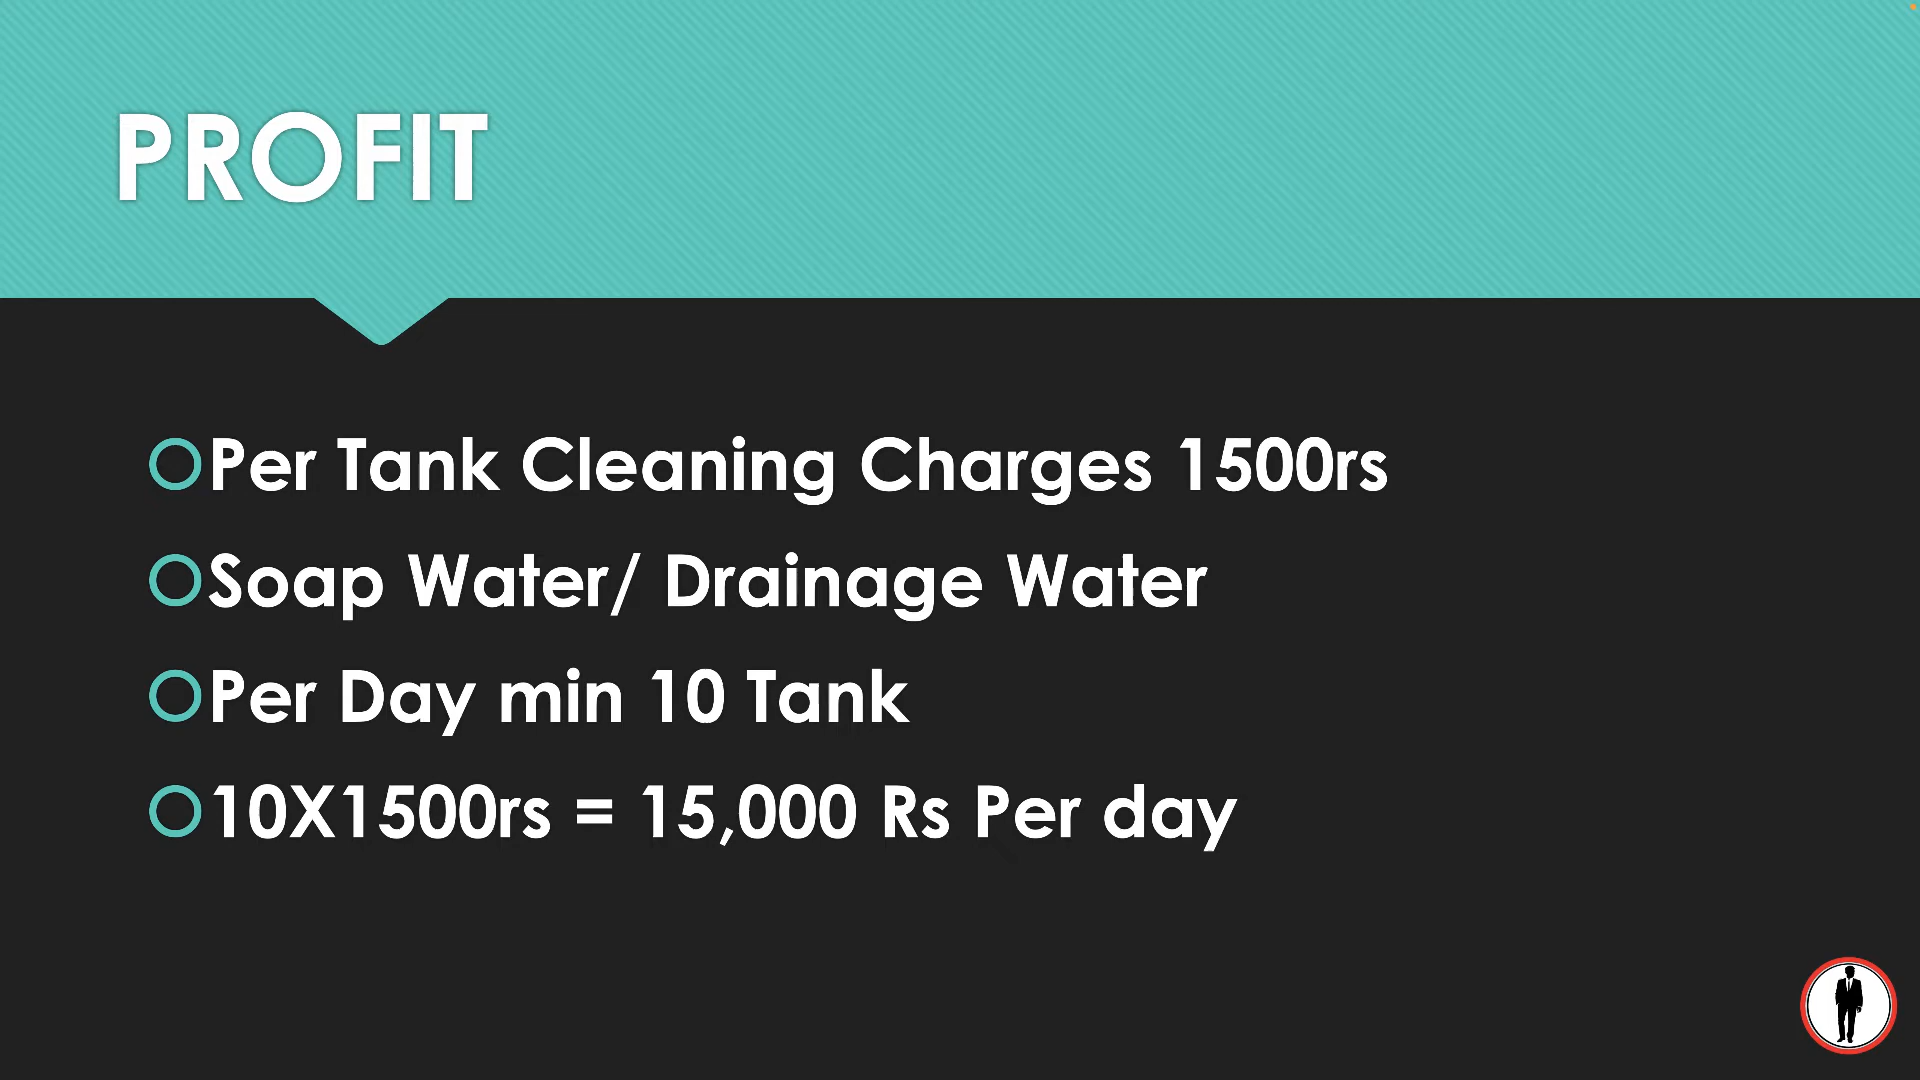 PROFIT
Per Tank Cleaning Charges 1500rs
Soap Water/ Drainage Water
Per Day min 10 Tank
10X1500rs = 15,000 Rs Per day